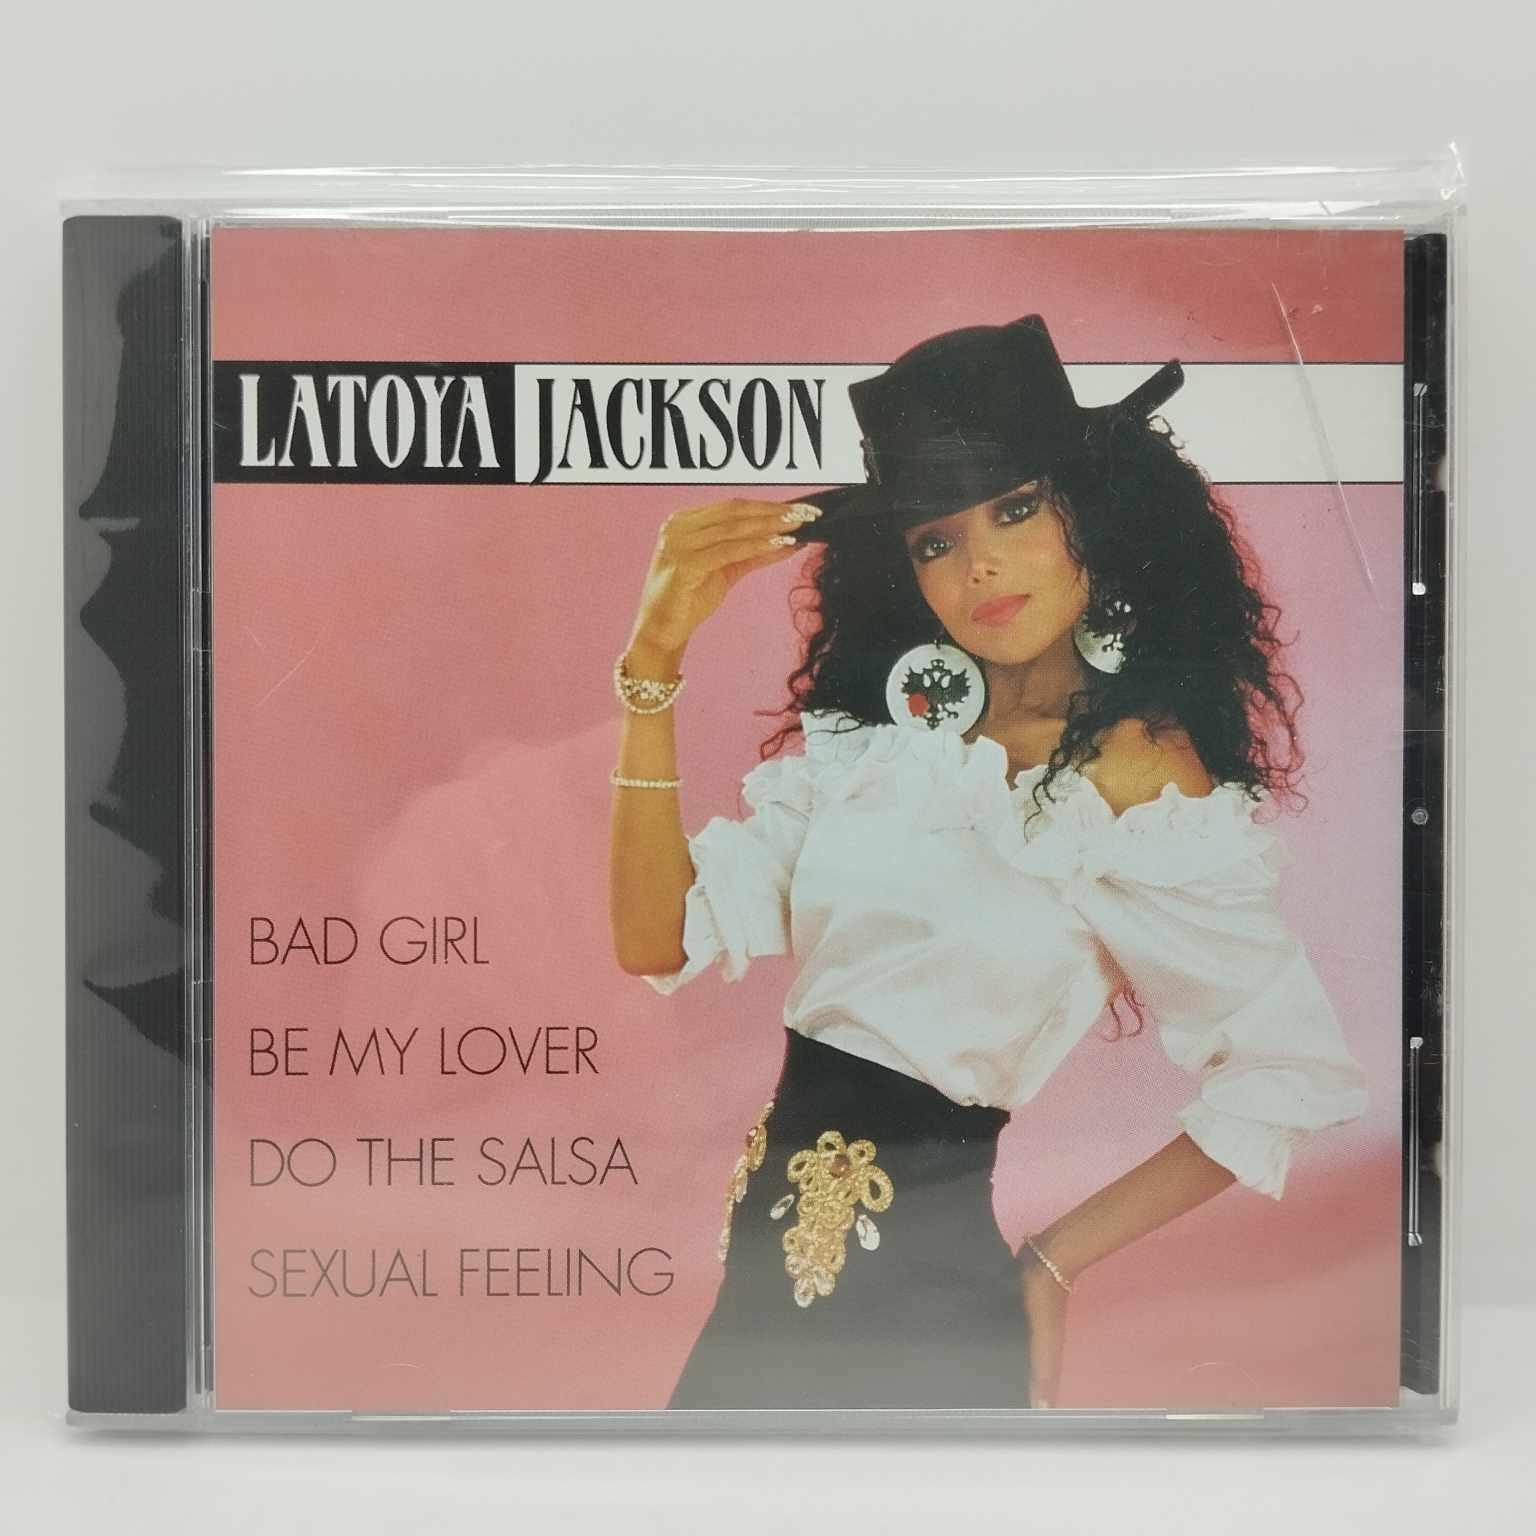 LATOYA JACKSON
BAD GIRL
BE MY LOVER
DO THE SALSA
SEXUAL FEELING